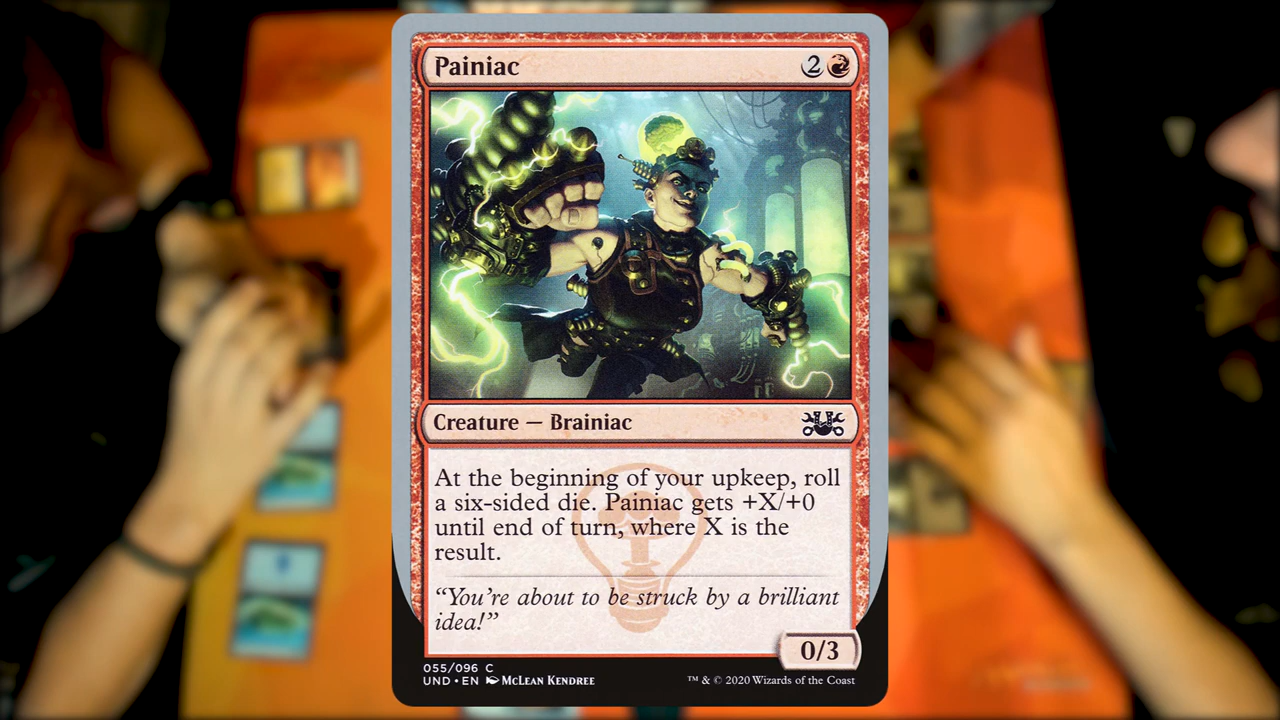 Painiac 2
Creature — Brainiac
At the beginning of your upkeep, roll
a six-sided die. Painiac gets +X/+0
until end of turn, where X is the
result.
“You’re about to be struck by a brilliant
idea!”
0/3
055/096 C
UND • EN McLean Kendree
™ & © 2020 Wizards of the Coast